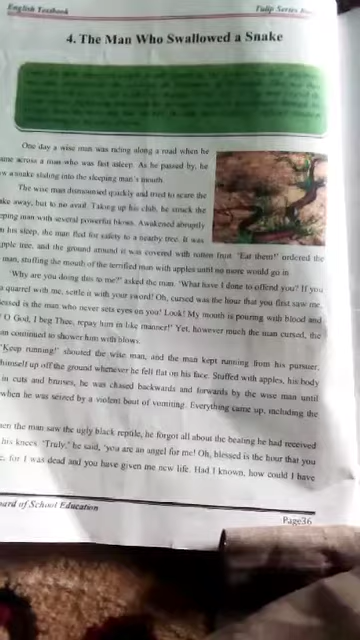 English Textbook
Tulip Series
4. The Man Who Swallowed a Snake
One day a wise man was riding along a road when he
came across a man who was fast asleep. As he passed by, he
saw a snake sliding into the sleeping man's mouth.
The wise man dismounted quickly and tried to scare the
snake away, but to no avail. Taking up his club, he struck the
sleeping man with several powerful blows. Awakened abruptly
his sleep, the man fled for safety to a nearby tree. It was
apple tree, and the ground around it was covered with rotten fruit. 'Eat them!' ordered the
man, stuffing the mouth of the terrified man with apples until no more would go in.
'Why are you doing this to me?' asked the man. 'What have I done to offend you? If you
a quarrel with me, settle it with your sword! Oh, cursed was the hour that you first saw me.
blessed is the man who never sets eyes on you! Look! My mouth is pouring with blood and
O God, I beg Thee, repay him in like manner!' Yet, however much the man cursed, the
man continued to shower him with blows.
'Keep running!' shouted the wise man, and the man kept running from his pursuer,
himself up off the ground whenever he fell flat on his face. Stuffed with apples, his body
in cuts and bruises, he was chased backwards and forwards by the wise man until
when he was seized by a violent bout of vomiting. Everything came up, including the
when the man saw the ugly black reptile, he forgot all about the beating he had received
his knees. 'Truly,' he said, 'you are an angel for me! Oh, blessed is the hour that you
for I was dead and you have given me new life. Had I known, how could I have
Board of School Education
Page36